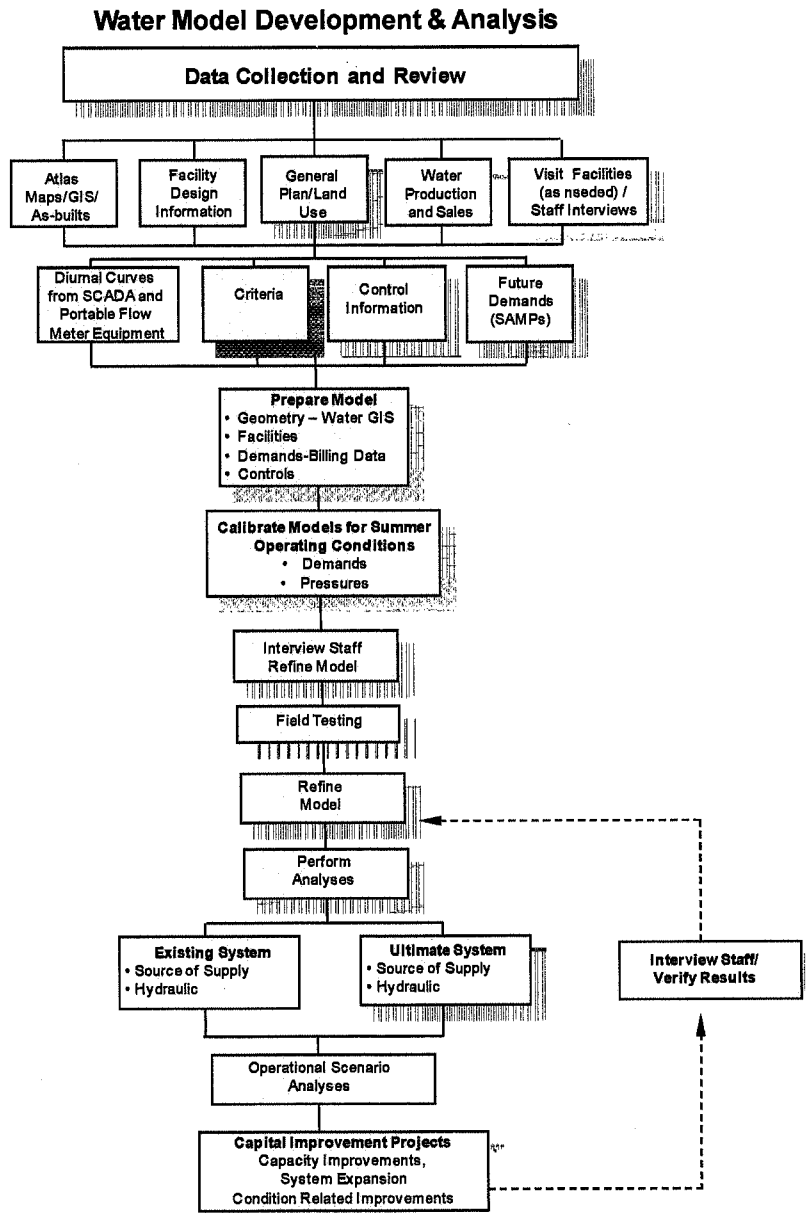 Water Model Development & Analysis
Data Collection and Review
Atlas
Maps/GIS/
As-builts
Facility
Design
Information
General
Plan/Land
Use
Water
Production
and Sales
Visit Facilities
(as needed) /
Staff Interviews
Diurnal Curves
from SCADA and
Portable Flow
Meter Equipment
Criteria
Control
Information
Future
Demands
(SAMPs)
Prepare Model
• Geometry – Water GIS
• Facilities
• Demands-Billing Data
• Controls
Calibrate Models for Summer
Operating Conditions
• Demands
• Pressures
Interview Staff
Refine Model
Field Testing
Refine
Model
Perform
Analyses
Existing System
• Source of Supply
• Hydraulic
Ultimate System
• Source of Supply
• Hydraulic
Interview Staff/
Verify Results
Operational Scenario
Analyses
Capital Improvement Projects
Capacity Improvements,
System Expansion
Condition Related Improvements